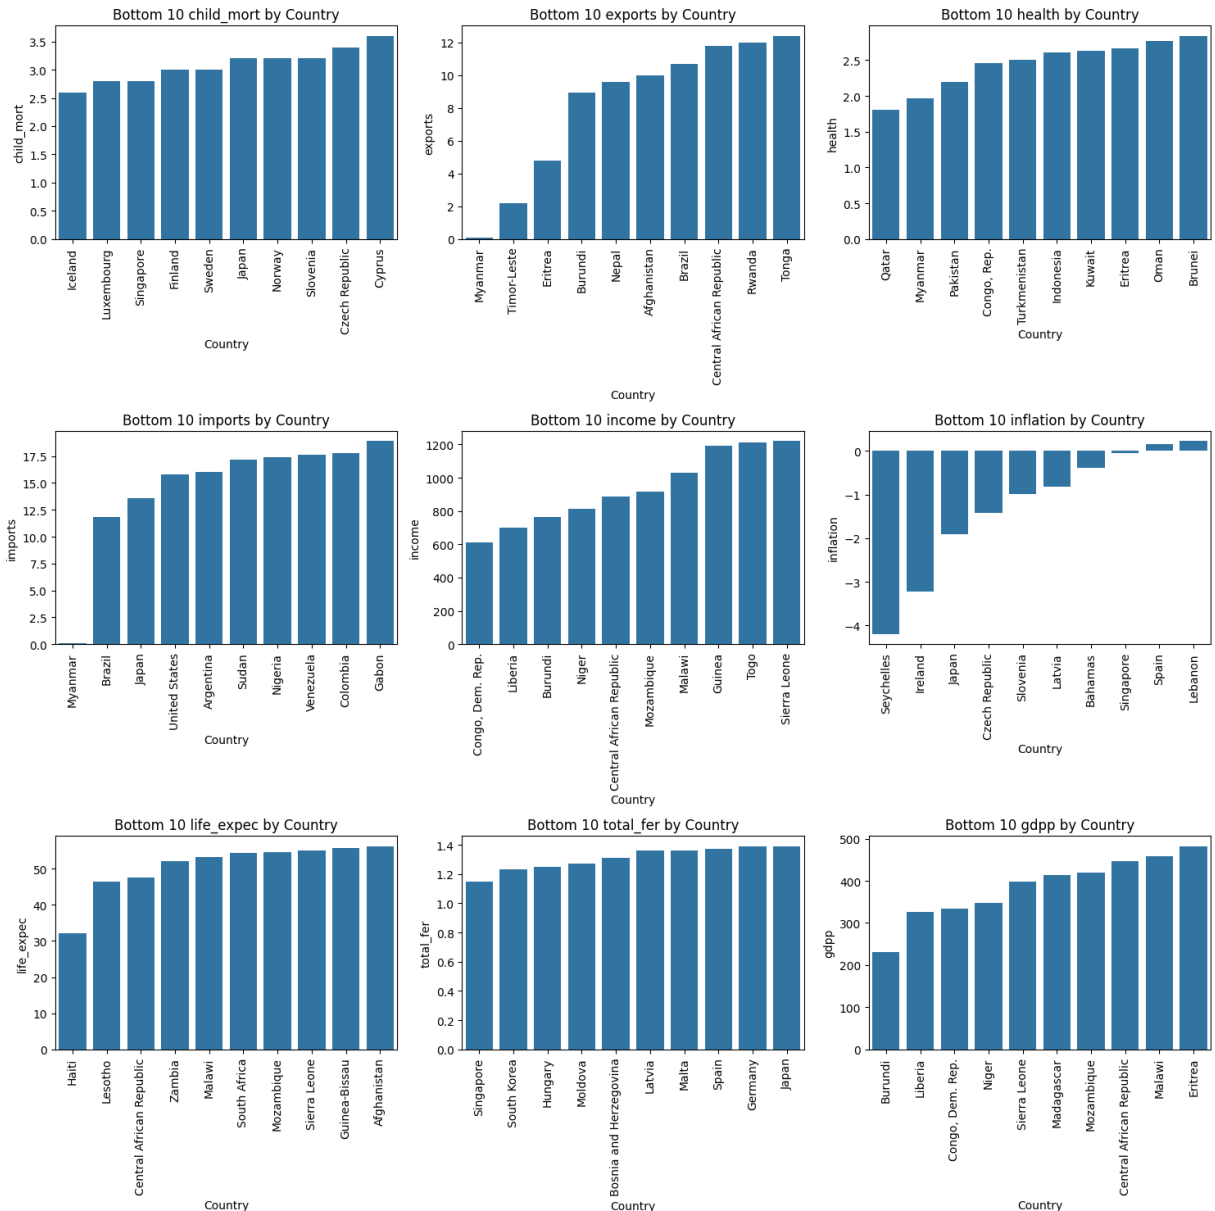 Bottom 10 child_mort by Country
child_mort
3.5
3.0
2.5
2.0
1.5
1.0
0.5
0.0
Iceland
Luxembourg
Singapore
Finland
Sweden
Japan
Norway
Slovenia
Czech Republic
Cyprus
Country
Bottom 10 exports by Country
exports
12
10
8
6
4
2
0
Myanmar
Timor-Leste
Eritrea
Burundi
Nepal
Afghanistan
Brazil
Central African Republic
Rwanda
Tonga
Country
Bottom 10 health by Country
health
2.5
2.0
1.5
1.0
0.5
0.0
Qatar
Myanmar
Pakistan
Congo, Rep.
Turkmenistan
Indonesia
Kuwait
Eritrea
Oman
Brunei
Country
Bottom 10 imports by Country
imports
17.5
15.0
12.5
10.0
7.5
5.0
2.5
0.0
Myanmar
Brazil
Japan
United States
Argentina
Sudan
Nigeria
Venezuela
Colombia
Gabon
Country
Bottom 10 income by Country
income
1200
1000
800
600
400
200
0
Congo, Dem. Rep.
Liberia
Burundi
Niger
Central African Republic
Mozambique
Malawi
Guinea
Togo
Sierra Leone
Country
Bottom 10 inflation by Country
inflation
0
−1
−2
−3
−4
Seychelles
Ireland
Japan
Czech Republic
Slovenia
Latvia
Bahamas
Singapore
Spain
Lebanon
Country
Bottom 10 life_expec by Country
life_expec
50
40
30
20
10
0
Haiti
Lesotho
Central African Republic
Zambia
Malawi
South Africa
Mozambique
Sierra Leone
Guinea-Bissau
Afghanistan
Country
Bottom 10 total_fer by Country
total_fer
1.4
1.2
1.0
0.8
0.6
0.4
0.2
0.0
Singapore
South Korea
Hungary
Moldova
Bosnia and Herzegovina
Latvia
Malta
Spain
Germany
Japan
Country
Bottom 10 gdpp by Country
gdpp
500
400
300
200
100
0
Burundi
Liberia
Congo, Dem. Rep.
Niger
Sierra Leone
Madagascar
Mozambique
Central African Republic
Malawi
Eritrea
Country